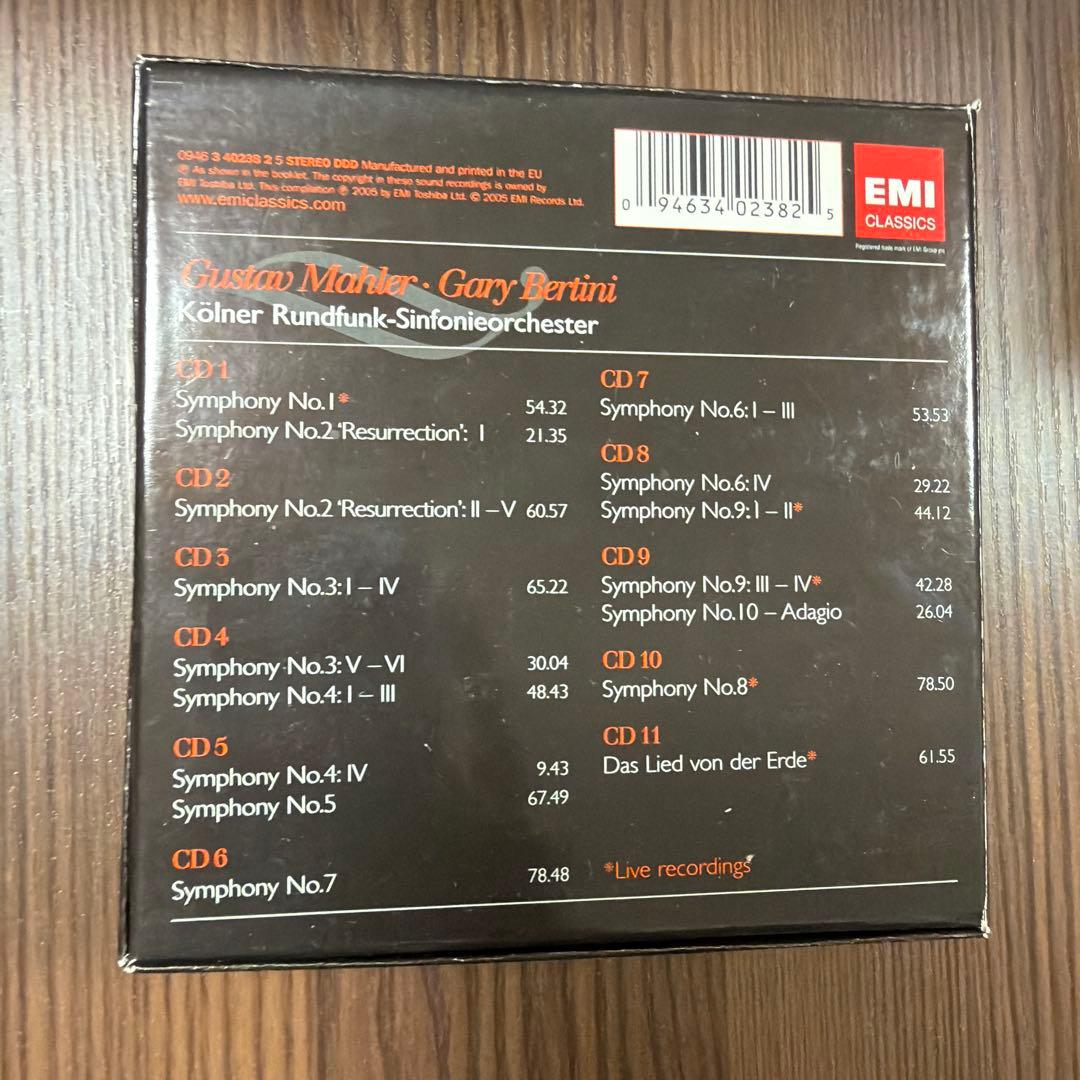 0946 3 40238 2 5 STEREO DDD Manufactured and printed in the EU
℗ As shown in the booklet. The copyright in these sound recordings is owned by
EMI Toshiba Ltd. This compilation ℗ 2005 by EMI Toshiba Ltd. © 2005 EMI Records Ltd.
www.emiclassics.com
0 94634 02382 5
EMI
CLASSICS
Registered trade mark of EMI Group plc
Gustav Mahler · Gary Bertini
Kölner Rundfunk-Sinfonieorchester
CD 1
Symphony No.1* 54.32
Symphony No.2 ‘Resurrection’: I 21.35
CD 2
Symphony No.2 ‘Resurrection’: II – V 60.57
CD 3
Symphony No.3: I – IV 65.22
CD 4
Symphony No.3: V – VI 30.04
Symphony No.4: I – III 48.43
CD 5
Symphony No.4: IV 9.43
Symphony No.5 67.49
CD 6
Symphony No.7 78.48
CD 7
Symphony No.6: I – III 53.53
CD 8
Symphony No.6: IV 29.22
Symphony No.9: I – II* 44.12
CD 9
Symphony No.9: III – IV* 42.28
Symphony No.10 – Adagio 26.04
CD 10
Symphony No.8* 78.50
CD 11
Das Lied von der Erde* 61.55
*Live recordings